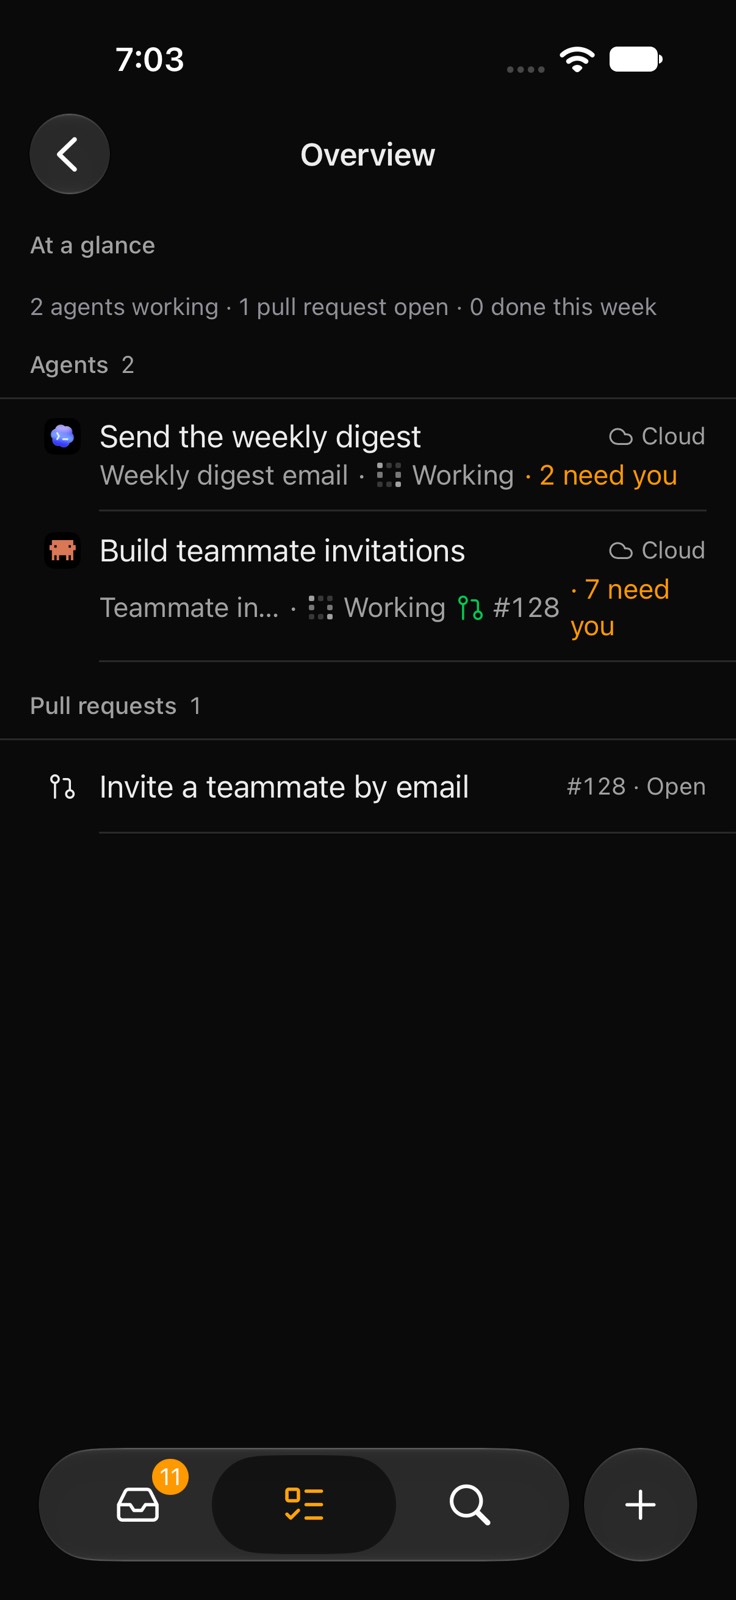 7:03
Overview
At a glance
2 agents working · 1 pull request open · 0 done this week
Agents 2
Send the weekly digest Cloud
Weekly digest email · Working · 2 need you
Build teammate invitations Cloud
Teammate in... · Working #128 · 7 need
you
Pull requests 1
Invite a teammate by email #128 · Open
11